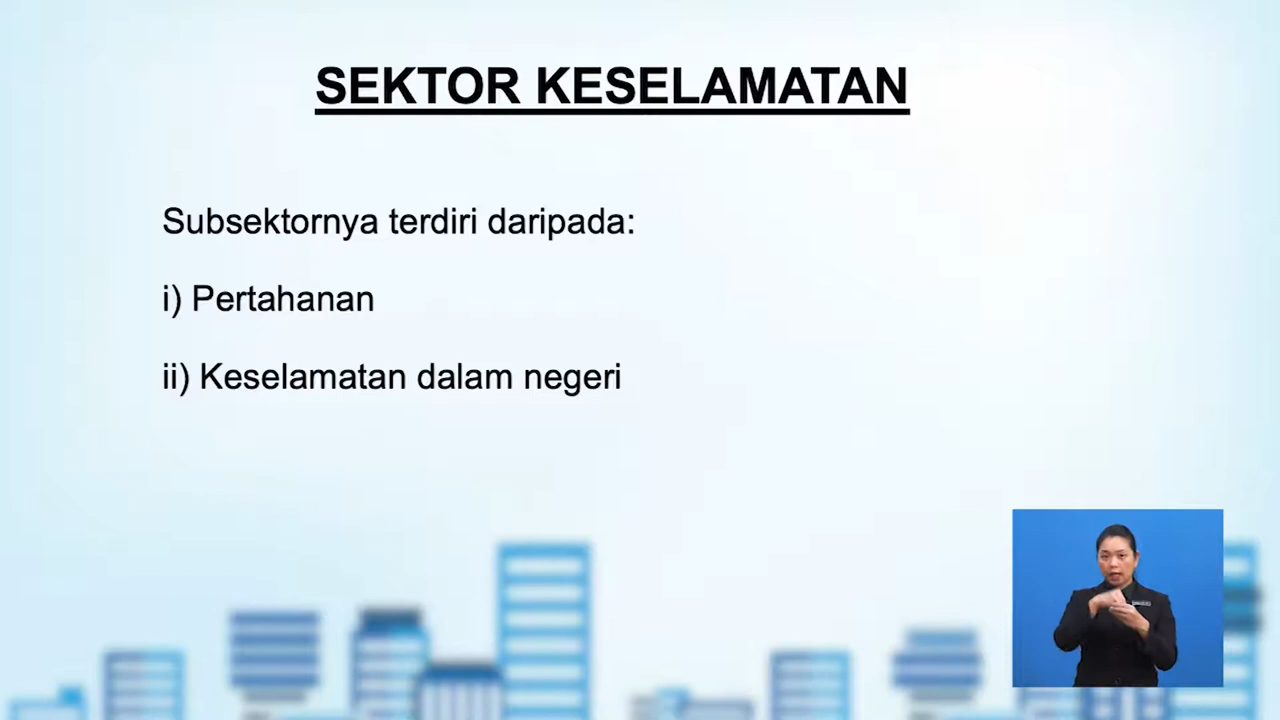 SEKTOR KESELAMATAN
Subsektornya terdiri daripada:
i) Pertahanan
ii) Keselamatan dalam negeri